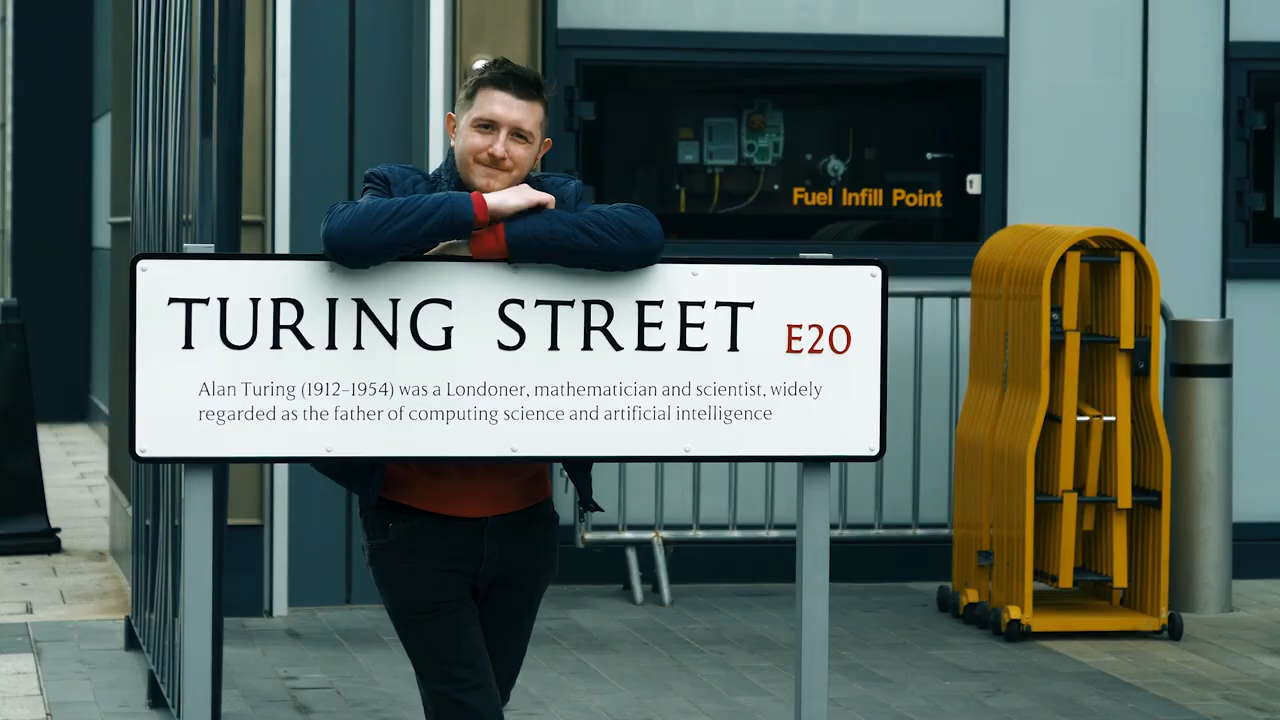 Fuel Infill Point
TURING STREET E20
Alan Turing (1912–1954) was a Londoner, mathematician and scientist, widely
regarded as the father of computing science and artificial intelligence